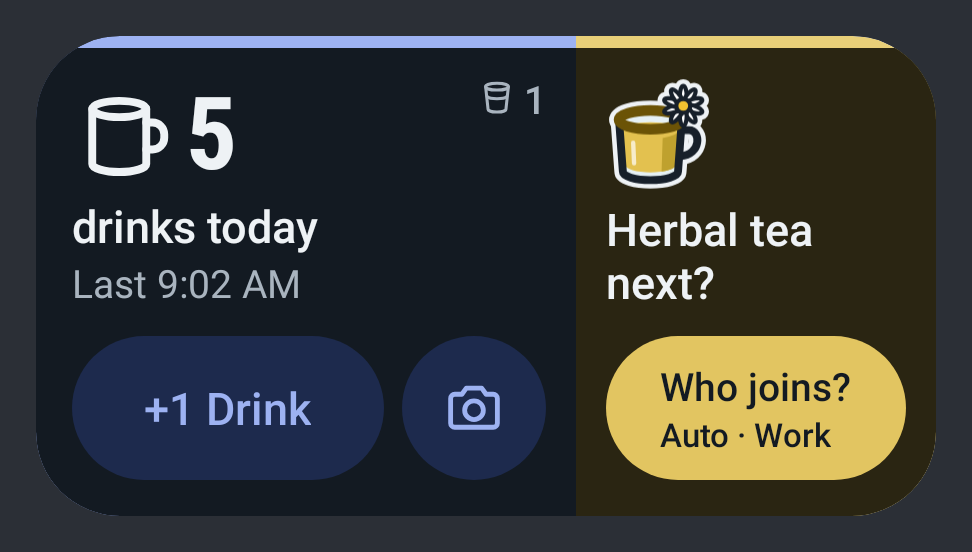 5
1
drinks today
Last 9:02 AM
+1 Drink
Herbal tea
next?
Who joins?
Auto · Work